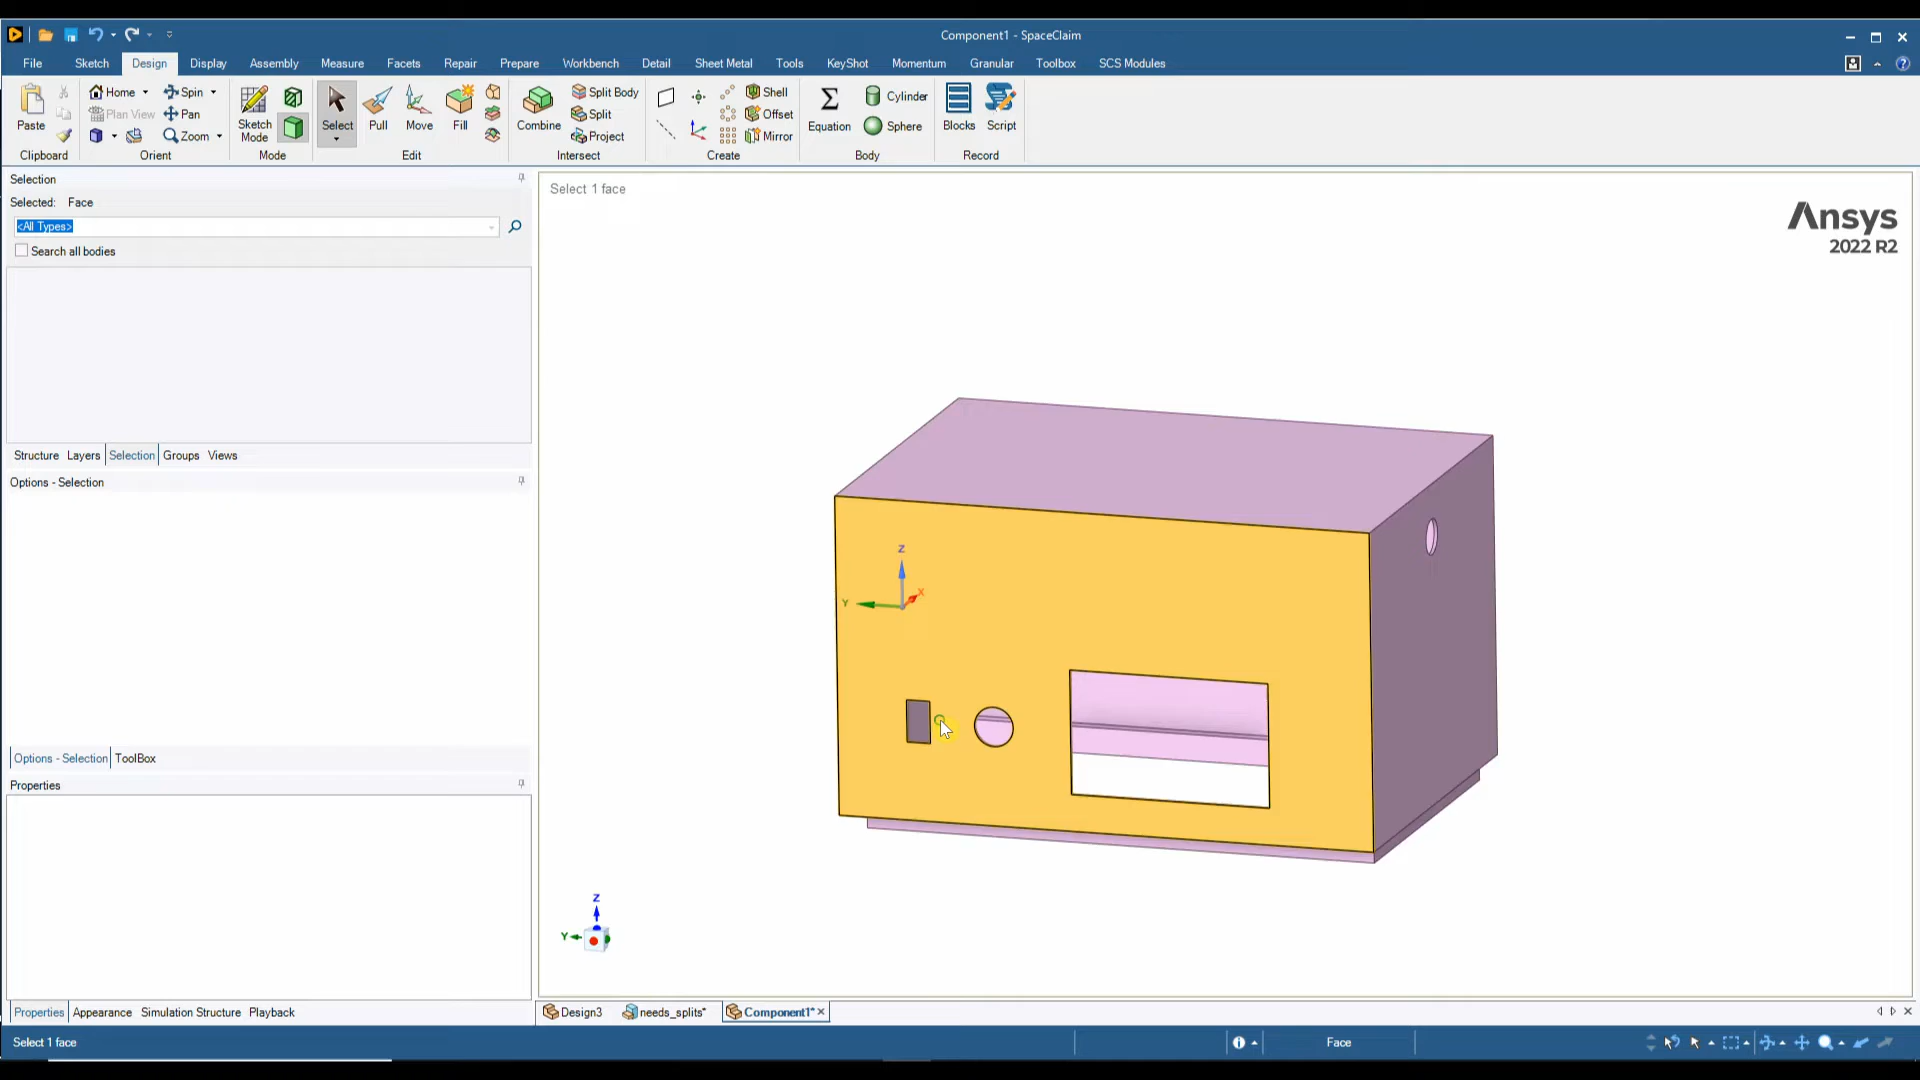 Component1 - SpaceClaim
File Sketch Design Display Assembly Measure Facets Repair Prepare Workbench Detail Sheet Metal Tools KeyShot Momentum Granular Toolbox SCS Modules
Paste
Clipboard
Home Spin
Plan View Pan
Zoom
Orient
Sketch Mode
Mode
Select Pull Move Fill
Edit
Combine
Split Body
Split
Project
Intersect
Shell
Offset
Mirror
Create
Equation
Cylinder
Sphere
Body
Blocks Script
Record
Selection
Selected: Face
<All Types>
Search all bodies
Structure Layers Selection Groups Views
Options - Selection
Options - Selection ToolBox
Properties
Properties Appearance Simulation Structure Playback
Select 1 face
Ansys
2022 R2
Z
Y
X
Z
Y
Design3 needs_splits* Component1*
Select 1 face
Face